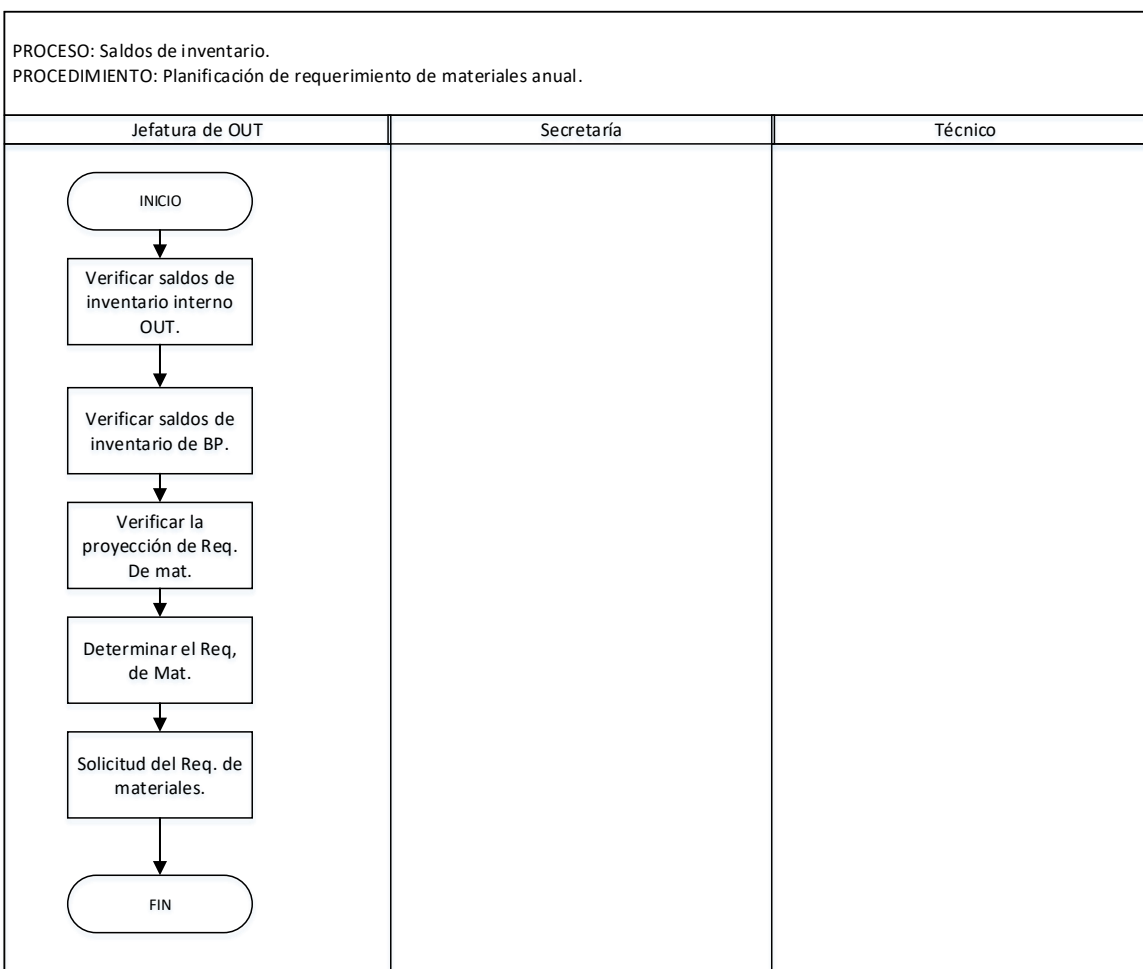 PROCESO: Saldos de inventario.
PROCEDIMIENTO: Planificación de requerimiento de materiales anual.
Jefatura de OUT
Secretaría
Técnico
INICIO
Verificar saldos de
inventario interno
OUT.
Verificar saldos de
inventario de BP.
Verificar la
proyección de Req.
De mat.
Determinar el Req,
de Mat.
Solicitud del Req. de
materiales.
FIN